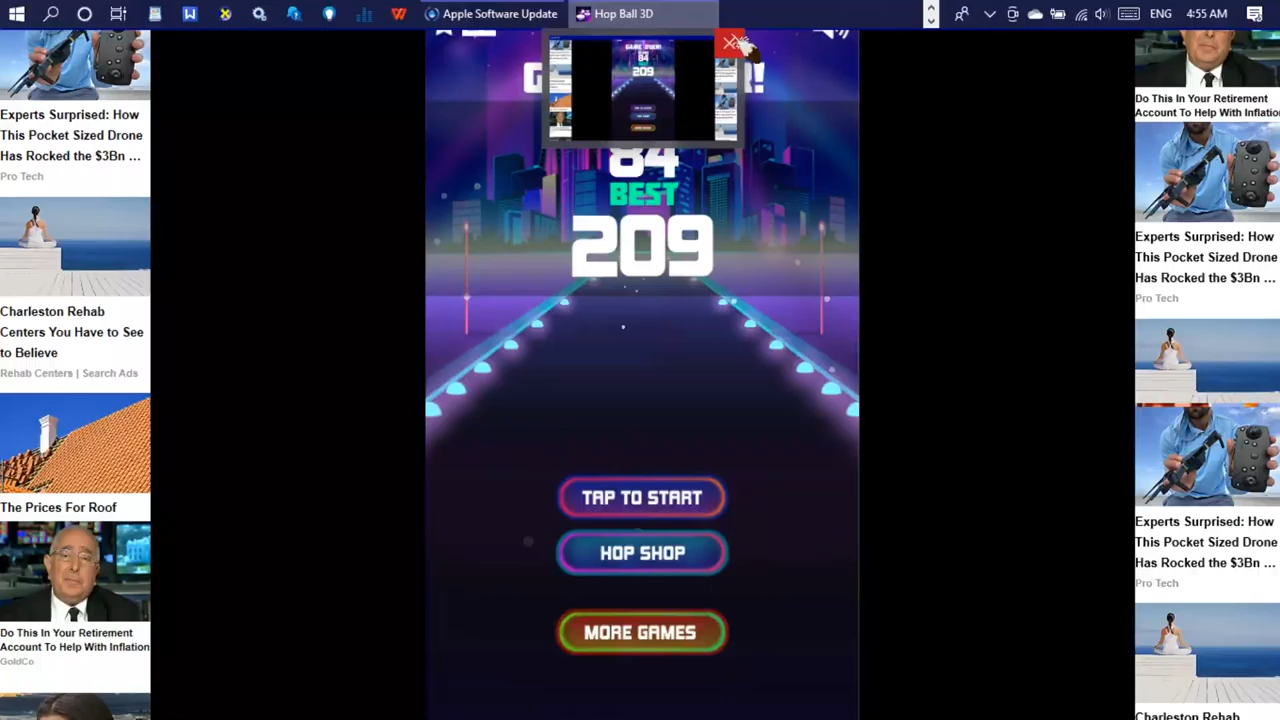 Apple Software Update
Hop Ball 3D
ENG
4:55 AM
Experts Surprised: How
This Pocket Sized Drone
Has Rocked the $3Bn ...
Pro Tech
Charleston Rehab
Centers You Have to See
to Believe
Rehab Centers | Search Ads
The Prices For Roof
Do This In Your Retirement
Account To Help With Inflation
GoldCo
GAME OVER!
84
209
84
BEST
209
TAP TO START
HOP SHOP
MORE GAMES
Do This In Your Retirement
Account To Help With Inflatio
Experts Surprised: How
This Pocket Sized Drone
Has Rocked the $3Bn ...
Pro Tech
Experts Surprised: How
This Pocket Sized Drone
Has Rocked the $3Bn ...
Pro Tech
Charleston Rehab